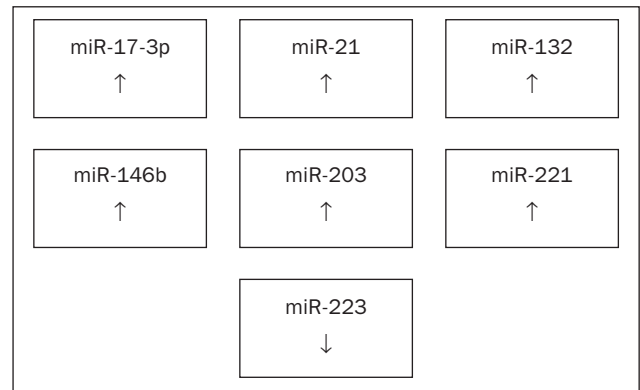 miR-17-3p
↑
miR-21
↑
miR-132
↑
miR-146b
↑
miR-203
↑
miR-221
↑
miR-223
↓